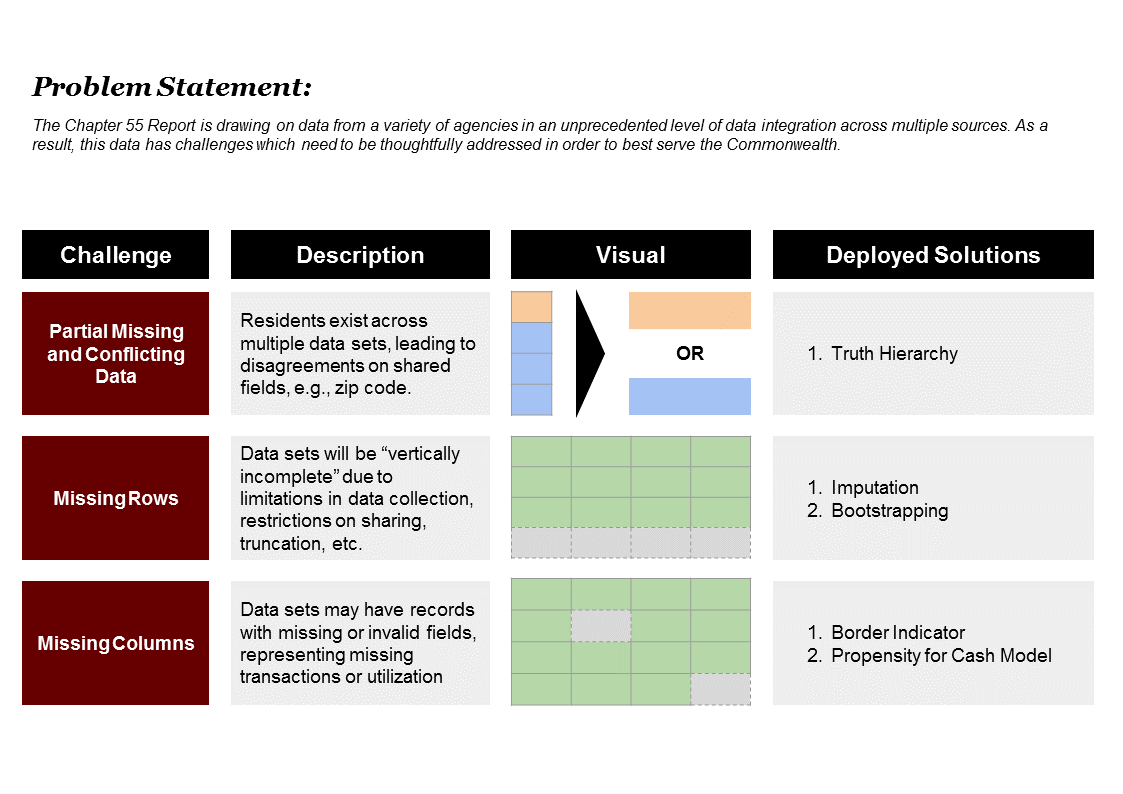 Problem Statement:
The Chapter 55 Report is drawing on data from a variety of agencies in an unprecedented level of data integration across multiple sources. As a
result, this data has challenges which need to be thoughtfully addressed in order to best serve the Commonwealth.
Challenge
Description
Visual
Deployed Solutions
Partial Missing
and Conflicting
Data
Residents exist across
multiple data sets, leading to
disagreements on shared
fields, e.g., zip code.
OR
1. Truth Hierarchy
Missing Rows
Data sets will be “vertically
incomplete” due to
limitations in data collection,
restrictions on sharing,
truncation, etc.
1. Imputation
2. Bootstrapping
Missing Columns
Data sets may have records
with missing or invalid fields,
representing missing
transactions or utilization
1. Border Indicator
2. Propensity for Cash Model